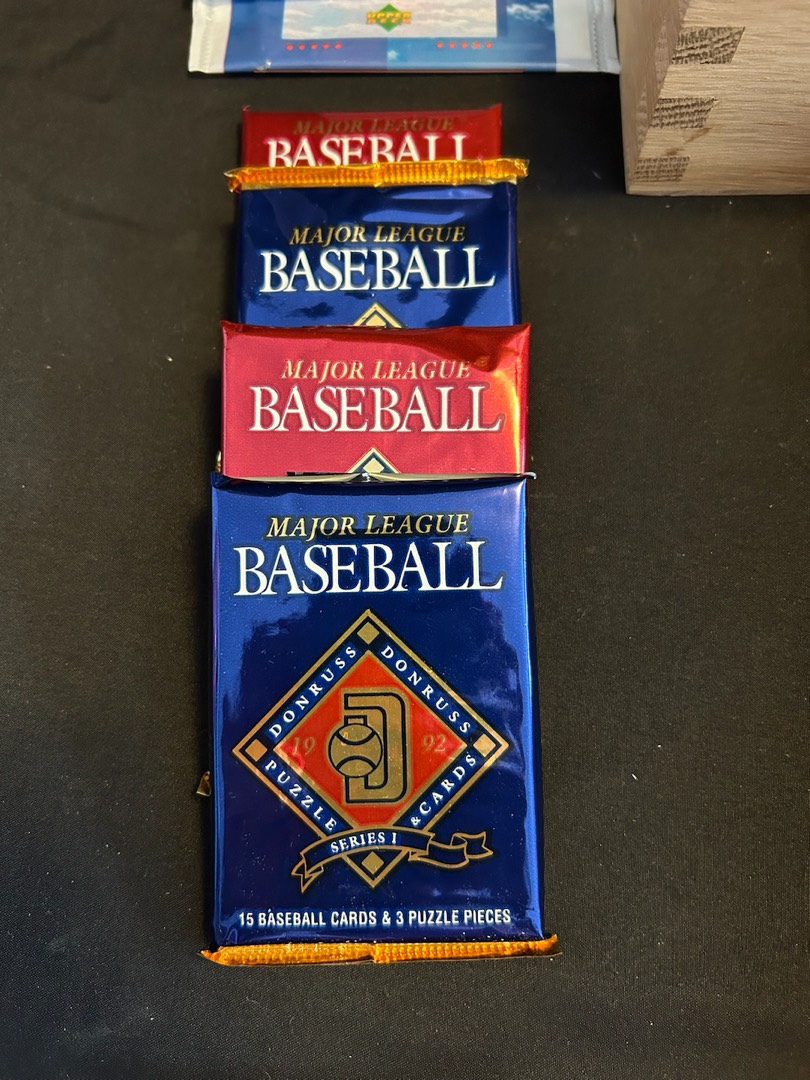 MAJOR LEAGUE
BASEBALL
MAJOR LEAGUE
BASEBALL
MAJOR LEAGUE
BASEBALL
MAJOR LEAGUE
BASEBALL
DONRUSS DONRUSS
19 92
PUZZLE & CARDS
SERIES I
15 BASEBALL CARDS & 3 PUZZLE PIECES